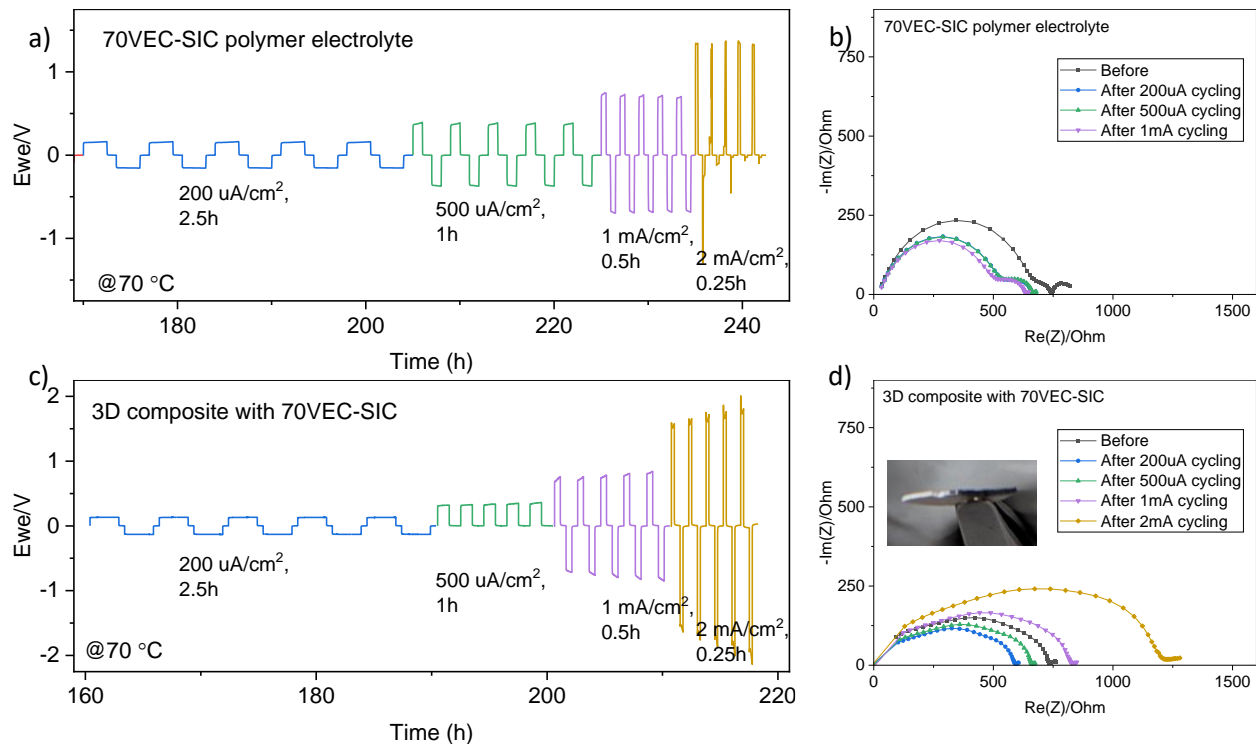 a)
70VEC-SIC polymer electrolyte
1
0
-1
Ewe/V
200 uA/cm²,
2.5h
500 uA/cm²,
1h
1 mA/cm²,
0.5h
2 mA/cm²,
0.25h
@70 °C
180
200
220
240
Time (h)
b)
70VEC-SIC polymer electrolyte
Before
After 200uA cycling
After 500uA cycling
After 1mA cycling
750
500
250
0
-Im(Z)/Ohm
0
500
1000
1500
Re(Z)/Ohm
c)
3D composite with 70VEC-SIC
2
1
0
-1
-2
Ewe/V
200 uA/cm²,
2.5h
500 uA/cm²,
1h
1 mA/cm²,
0.5h
2 mA/cm²,
0.25h
@70 °C
160
180
200
220
Time (h)
d)
3D composite with 70VEC-SIC
Before
After 200uA cycling
After 500uA cycling
After 1mA cycling
After 2mA cycling
750
500
250
0
-Im(Z)/Ohm
0
500
1000
1500
Re(Z)/Ohm